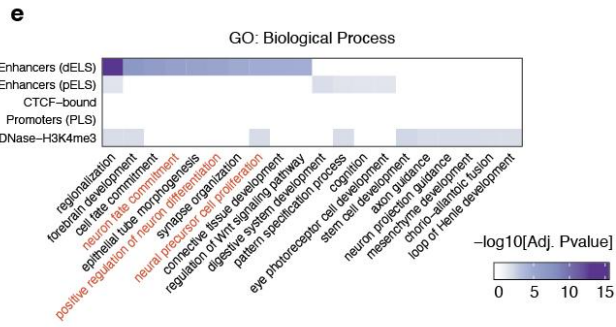 e
GO: Biological Process
Enhancers (dELS)
Enhancers (pELS)
CTCF-bound
Promoters (PLS)
DNase-H3K4me3
regionalization
forebrain development
cell fate commitment
neuron fate commitment
epithelial tube morphogenesis
positive regulation of neuron differentiation
synapse organization
neural precursor cell proliferation
connective tissue development
regulation of Wnt signaling pathway
digestive system development
pattern specification process
cognition
eye photoreceptor cell development
stem cell development
axon guidance
neuron projection guidance
mesenchyme development
chorio-allantoic fusion
loop of Henle development
-log10[Adj. Pvalue]
0 5 10 15